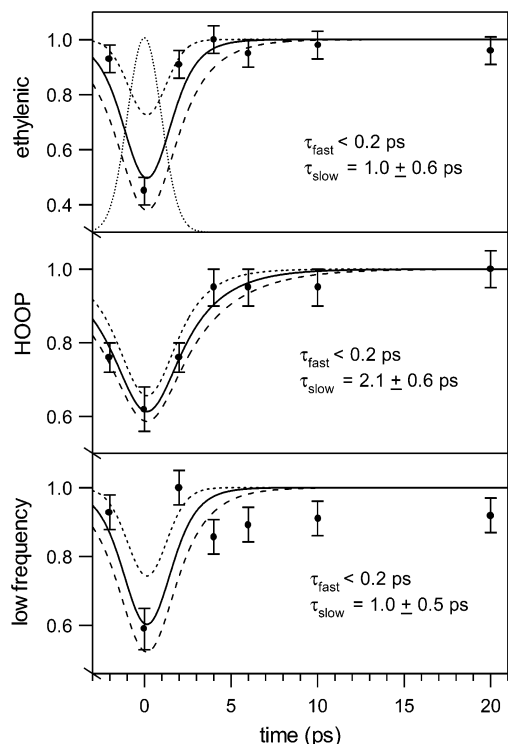 ethylenic
1.0
0.8
0.6
0.4
τfast < 0.2 ps
τslow = 1.0 ± 0.6 ps
HOOP
1.0
0.8
0.6
τfast < 0.2 ps
τslow = 2.1 ± 0.6 ps
low frequency
1.0
0.8
0.6
τfast < 0.2 ps
τslow = 1.0 ± 0.5 ps
0 5 10 15 20
time (ps)